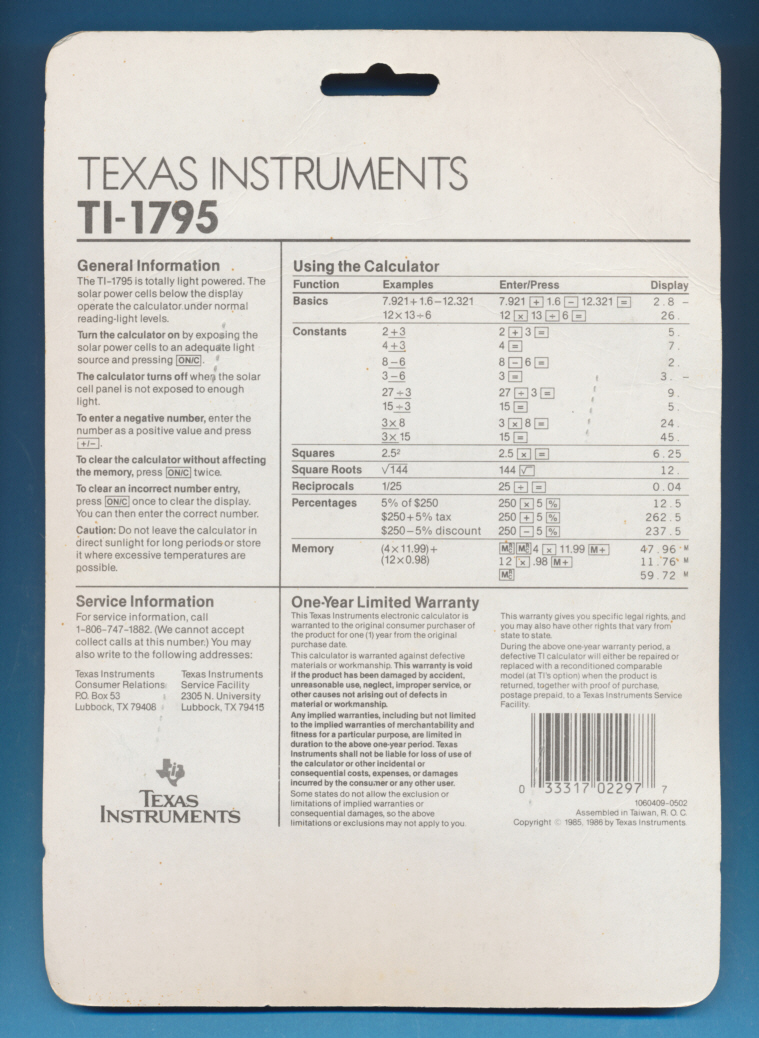 TEXAS INSTRUMENTS
TI-1795
General Information
The TI-1795 is totally light powered. The
solar power cells below the display
operate the calculator under normal
reading-light levels.
Turn the calculator on by exposing the
solar power cells to an adequate light
source and pressing ON/C.
The calculator turns off when the solar
cell panel is not exposed to enough
light.
To enter a negative number, enter the
number as a positive value and press
+/−.
To clear the calculator without affecting
the memory, press ON/C twice.
To clear an incorrect number entry,
press ON/C once to clear the display.
You can then enter the correct number.
Caution: Do not leave the calculator in
direct sunlight for long periods or store
it where excessive temperatures are
possible.
Using the Calculator
Function Examples Enter/Press Display
Basics 7.921+1.6−12.321 7.921 + 1.6 − 12.321 = 2.8 −
12×13÷6 12 × 13 ÷ 6 = 26.
Constants 2+3 2 + 3 = 5.
4+3 4 = 7.
8−6 8 − 6 = 2.
3−6 3 = 3. −
27÷3 27 ÷ 3 = 9.
15÷3 15 = 5.
3×8 3 × 8 = 24.
3×15 15 = 45.
Squares 2.5² 2.5 × = 6.25
Square Roots √144 144 √ 12.
Reciprocals 1/25 25 ÷ = 0.04
Percentages 5% of $250 250 × 5 % 12.5
$250+5% tax 250 + 5 % 262.5
$250−5% discount 250 − 5 % 237.5
Memory (4×11.99)+ MRC MRC 4 × 11.99 M+ 47.96 M
(12×0.98) 12 × .98 M+ 11.76 M
MRC 59.72 M
Service Information
For service information, call
1-806-747-1882. (We cannot accept
collect calls at this number.) You may
also write to the following addresses:
Texas Instruments
Consumer Relations
P.O. Box 53
Lubbock, TX 79408
Texas Instruments
Service Facility
2305 N. University
Lubbock, TX 79415
TEXAS
INSTRUMENTS
One-Year Limited Warranty
This Texas Instruments electronic calculator is
warranted to the original consumer purchaser of
the product for one (1) year from the original
purchase date.
This calculator is warranted against defective
materials or workmanship. This warranty is void
if the product has been damaged by accident,
unreasonable use, neglect, improper service, or
other causes not arising out of defects in
material or workmanship.
Any implied warranties, including but not limited
to the implied warranties of merchantability and
fitness for a particular purpose, are limited in
duration to the above one-year period. Texas
Instruments shall not be liable for loss of use of
the calculator or other incidental or
consequential costs, expenses, or damages
incurred by the consumer or any other user.
Some states do not allow the exclusion or
limitations of implied warranties or
consequential damages, so the above
limitations or exclusions may not apply to you.
This warranty gives you specific legal rights, and
you may also have other rights that vary from
state to state.
During the above one-year warranty period, a
defective TI calculator will either be repaired or
replaced with a reconditioned comparable
model (at TI's option) when the product is
returned, together with proof of purchase,
postage prepaid, to a Texas Instruments Service
Facility.
0 33317 02297 7
1060409-0502
Assembled in Taiwan, R.O.C.
Copyright © 1985, 1986 by Texas Instruments